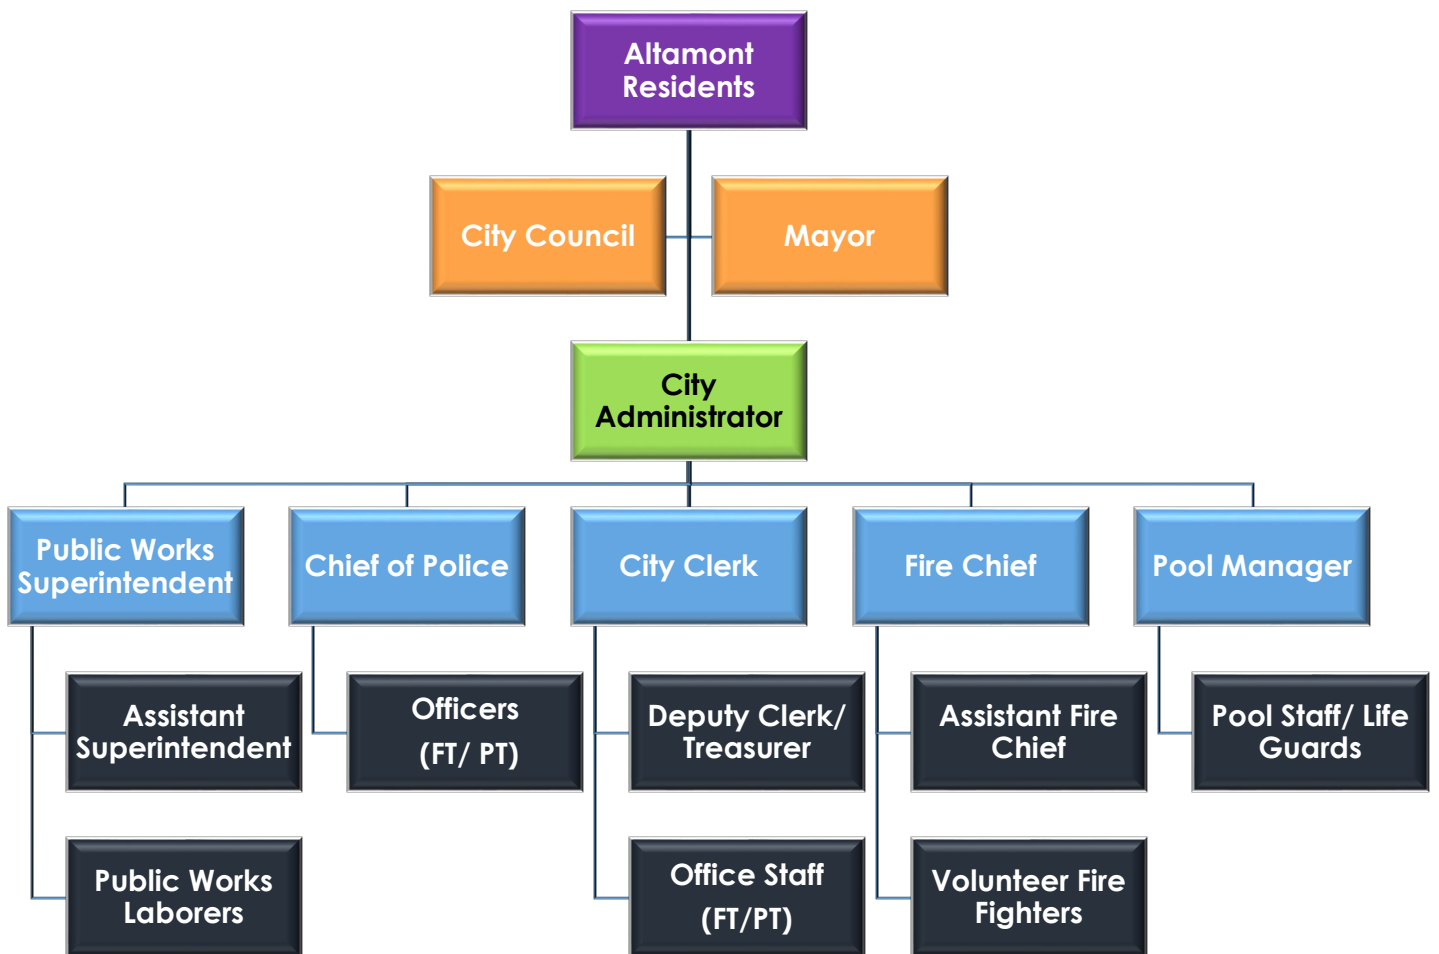 Altamont
Residents
City Council
Mayor
City
Administrator
Public Works
Superintendent
Chief of Police
City Clerk
Fire Chief
Pool Manager
Assistant
Superintendent
Officers
(FT/ PT)
Deputy Clerk/
Treasurer
Assistant Fire
Chief
Pool Staff/ Life
Guards
Public Works
Laborers
Office Staff
(FT/PT)
Volunteer Fire
Fighters